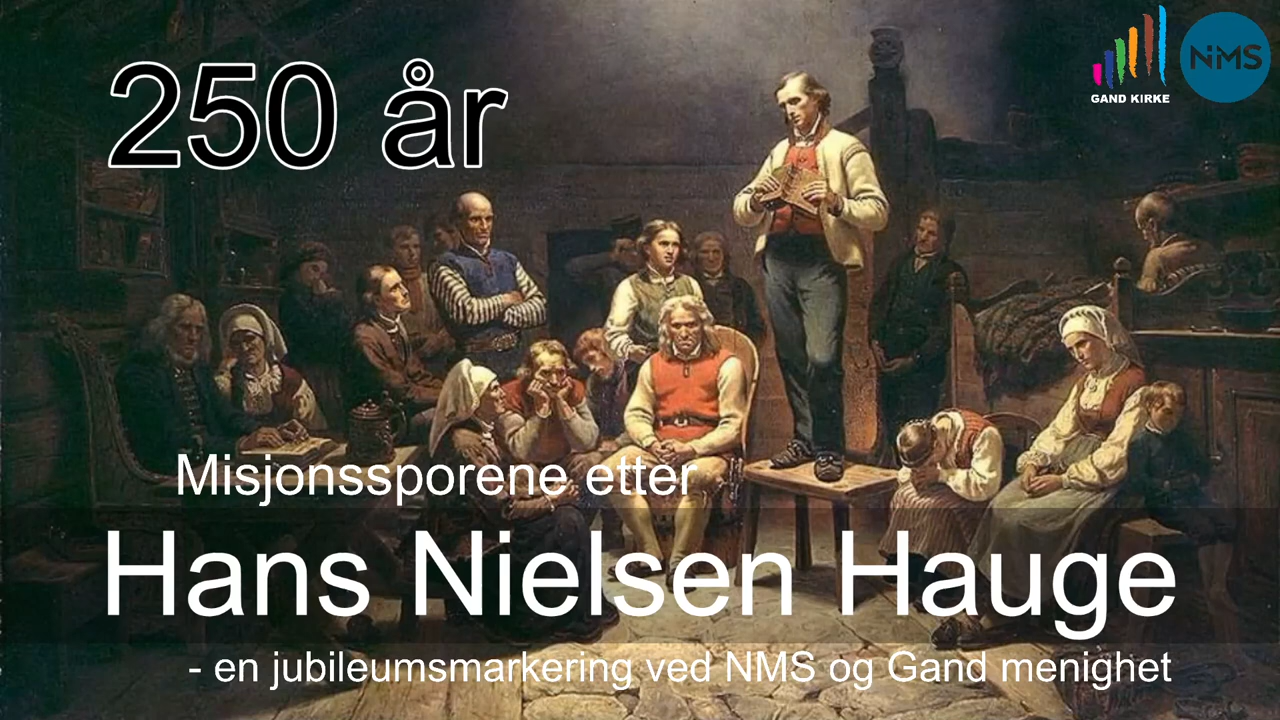 250 år
GAND KIRKE
NMS
Misjonssporene etter
Hans Nielsen Hauge
- en jubileumsmarkering ved NMS og Gand menighet